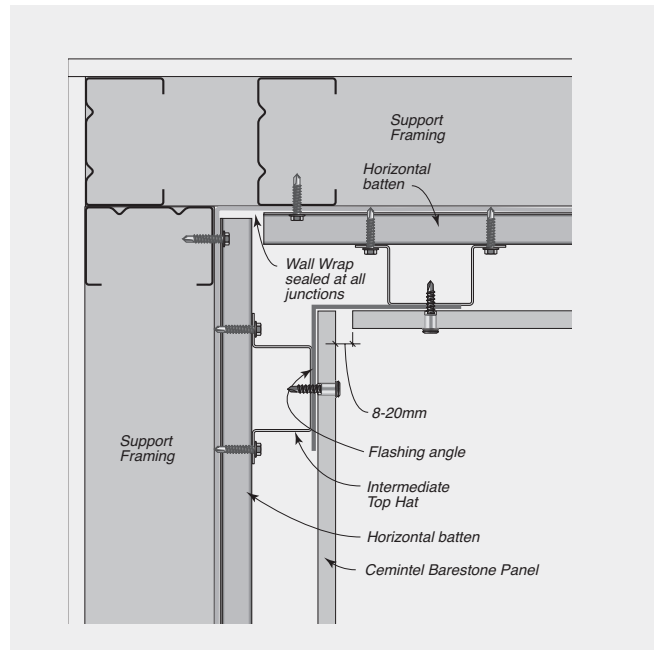 Support
Framing
Horizontal
batten
Wall Wrap
sealed at all
junctions
8-20mm
Flashing angle
Support
Framing
Intermediate
Top Hat
Horizontal batten
Cemintel Barestone Panel